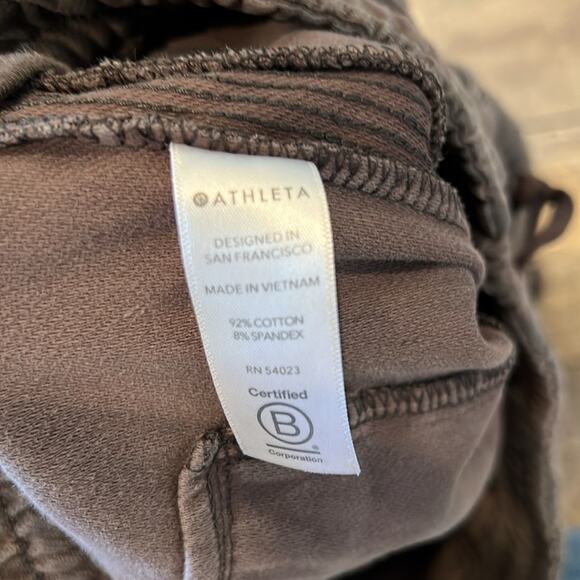 ATHLETA
DESIGNED IN
SAN FRANCISCO
MADE IN VIETNAM
92% COTTON
8% SPANDEX
RN 54023
Certified
B
®
Corporation